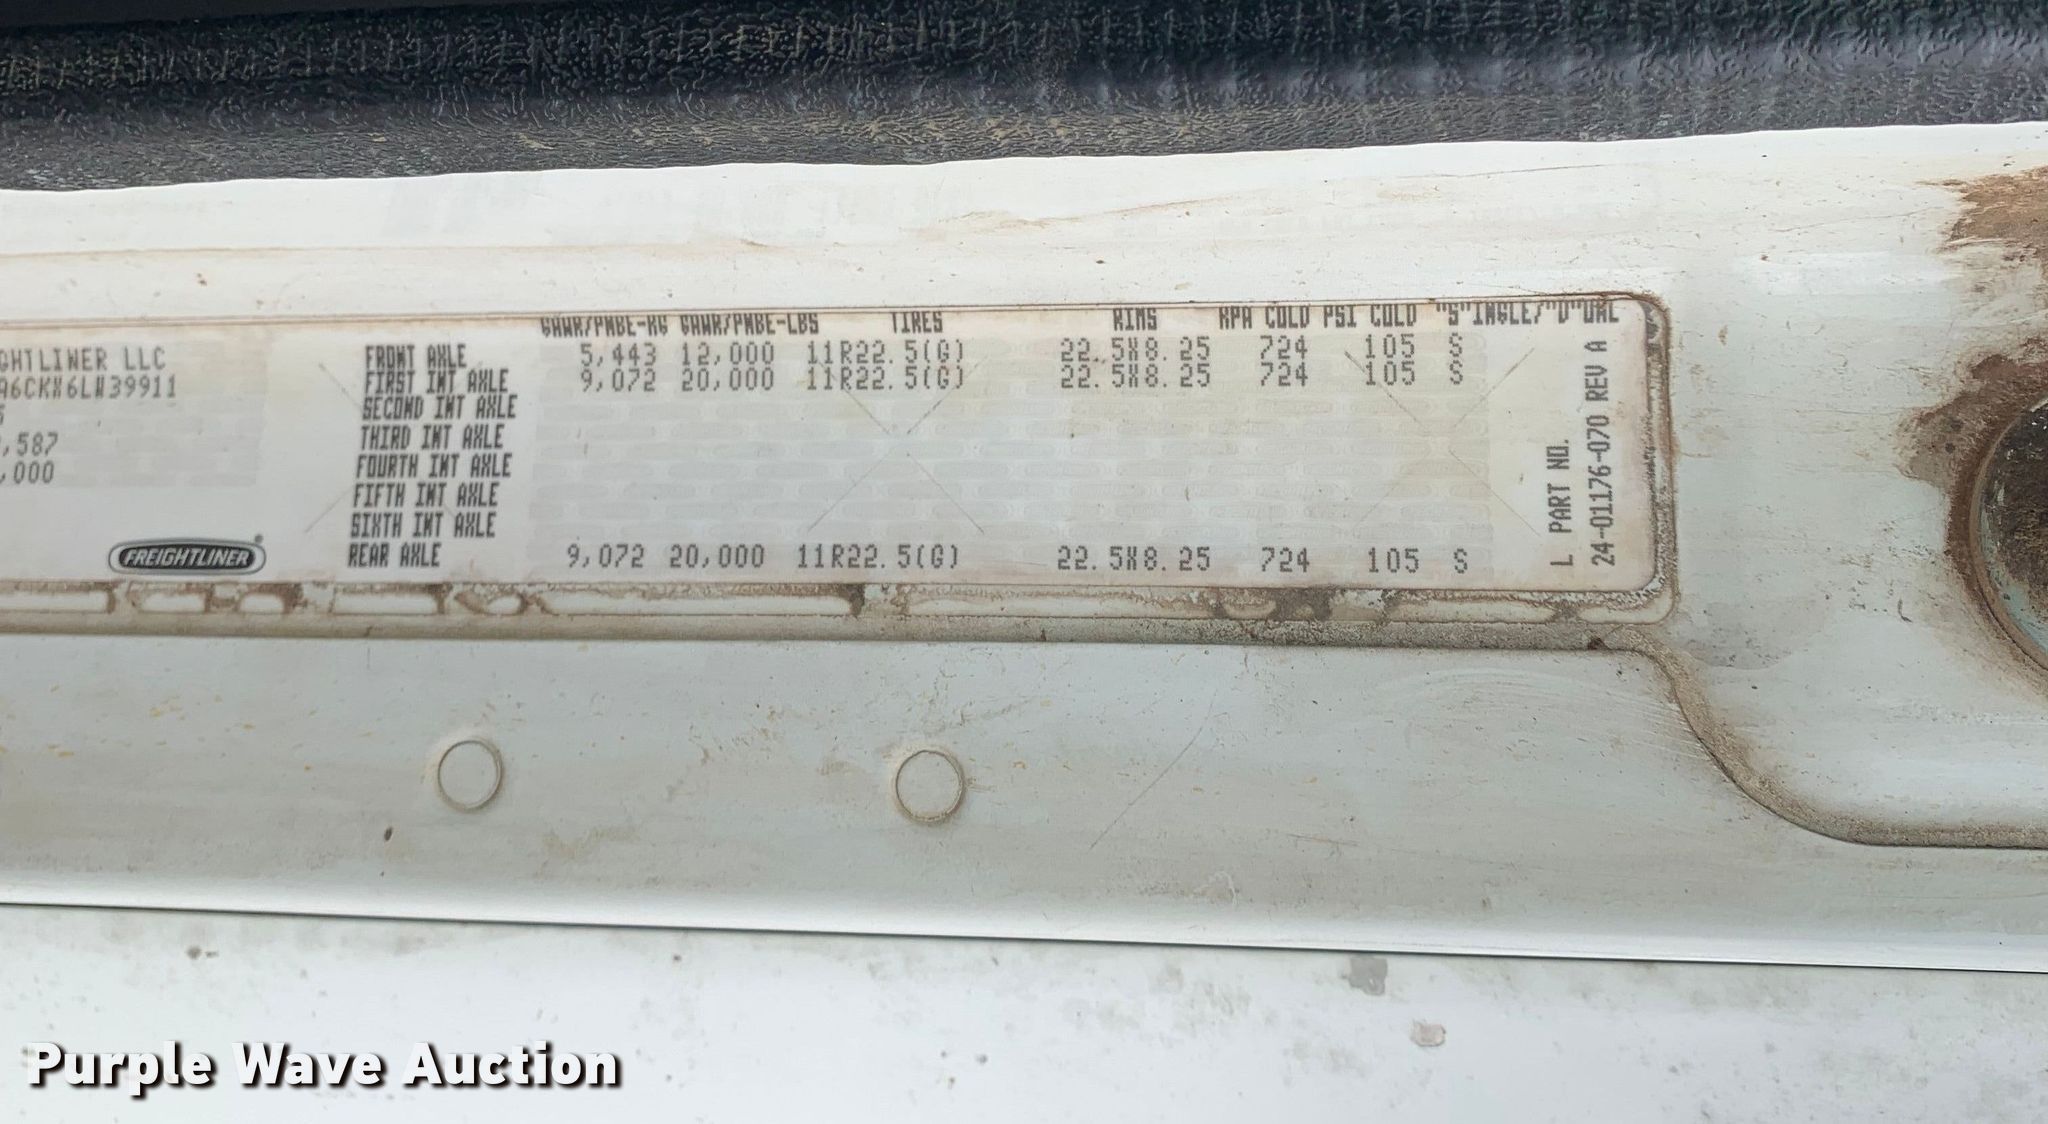 GAWR/PNBE-KG GAWR/PNBE-LBS TIRES RIMS KPA COLD PSI COLD "S"INGLE/"D"UAL
GHTLINER LLC FRONT AXLE 5,443 12,000 11R22.5(G) 22.5X8.25 724 105 S
A6CKX6LW39911 FIRST INT AXLE 9,072 20,000 11R22.5(G) 22.5X8.25 724 105 S
SECOND INT AXLE
,587 THIRD INT AXLE
,000 FOURTH INT AXLE
FIFTH INT AXLE
SIXTH INT AXLE
FREIGHTLINER® REAR AXLE 9,072 20,000 11R22.5(G) 22.5X8.25 724 105 S
L PART NO.
24-01176-070 REV A
Purple Wave Auction